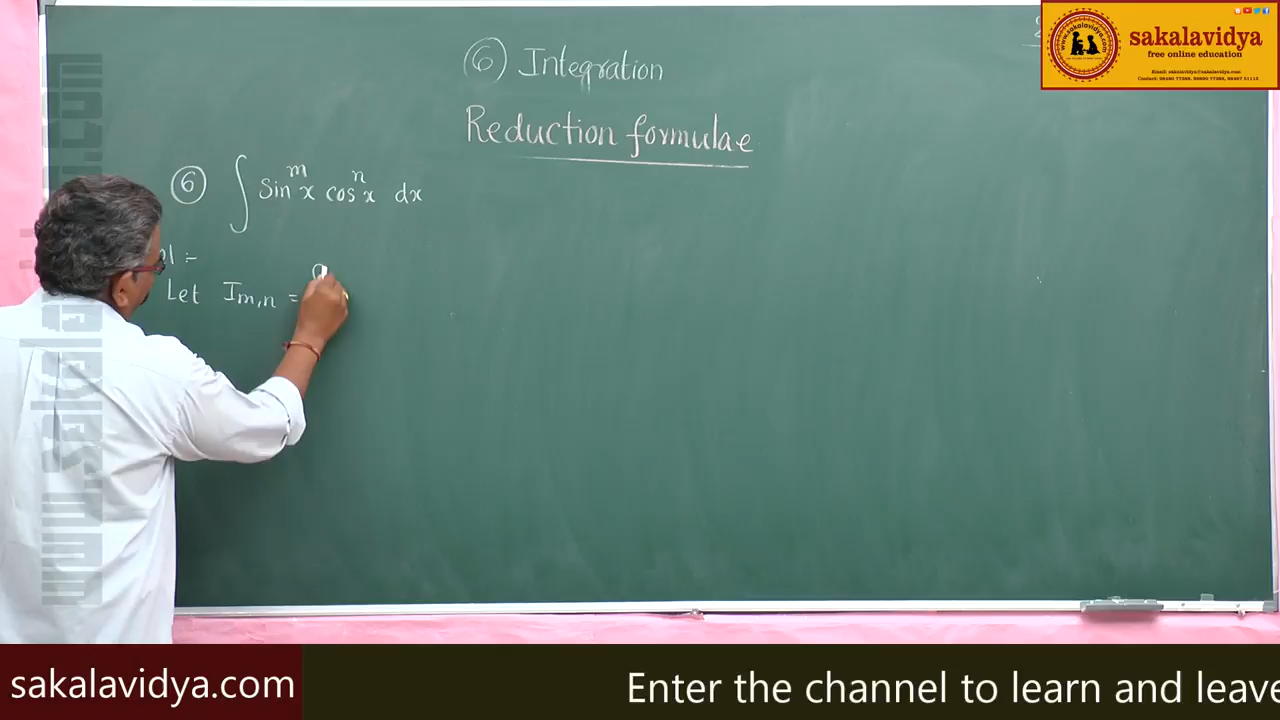 sakalavidya
free online education
⑥ Integration
Reduction formulae
⑥ ∫ sin^m x cos^n x dx
Let I_{m,n} =
sakalavidya.com
Enter the channel to learn and leave